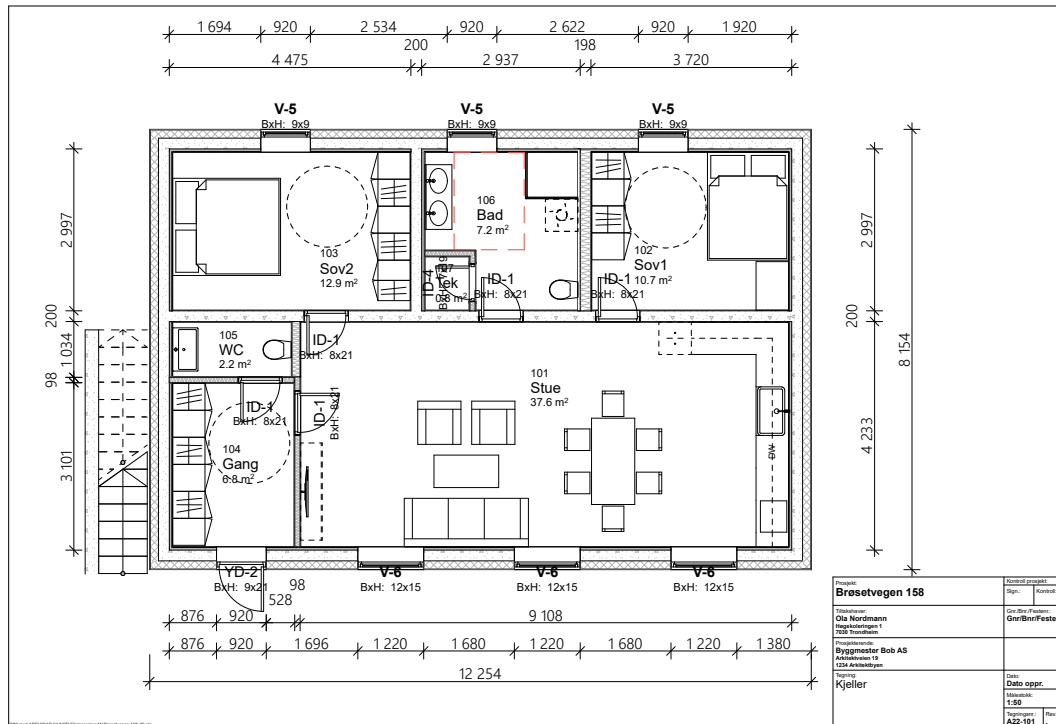 1 694 920 2 534 920 2 622 920 1 920
200 198
4 475 2 937 3 720
V-5 V-5 V-5
BxH: 9x9 BxH: 9x9 BxH: 9x9
2 997
200
1 034
98
3 101
103
Sov2
12.9 m²
106
Bad
7.2 m²
102
Sov1
10.7 m²
Tek
0.8 m²
ID-4
ID-1
BxH: 8x21
ID-1
BxH: 8x21
105
WC
2.2 m²
ID-1
BxH: 8x21
ID-1
BxH: 8x21
ID-1
BxH: 8x21
104
Gang
6.8 m²
101
Stue
37.6 m²
DW
2 997
200
4 233
8 154
YD-2
BxH: 9x21
V-6 V-6 V-6
BxH: 12x15 BxH: 12x15 BxH: 12x15
98
528
876 920 9 108
876 920 1 696 1 220 1 680 1 220 1 680 1 220 1 380
12 254
Prosjekt:
Brøsetvegen 158
Tiltakshaver:
Ola Nordmann
Høgskoleringen 1
7030 Trondheim
Prosjekterende:
Byggmester Bob AS
Arkitektveien 19
1234 Arkitektbyen
Tegning:
Kjeller
Kontroll prosjekt:
Sign.: Kontroll
Gnr./Bnr./Festenr.:
Gnr/Bnr/Feste
Dato:
Dato oppr.
Målestokk:
1:50
Tegningsnr.: Rev
A22-101